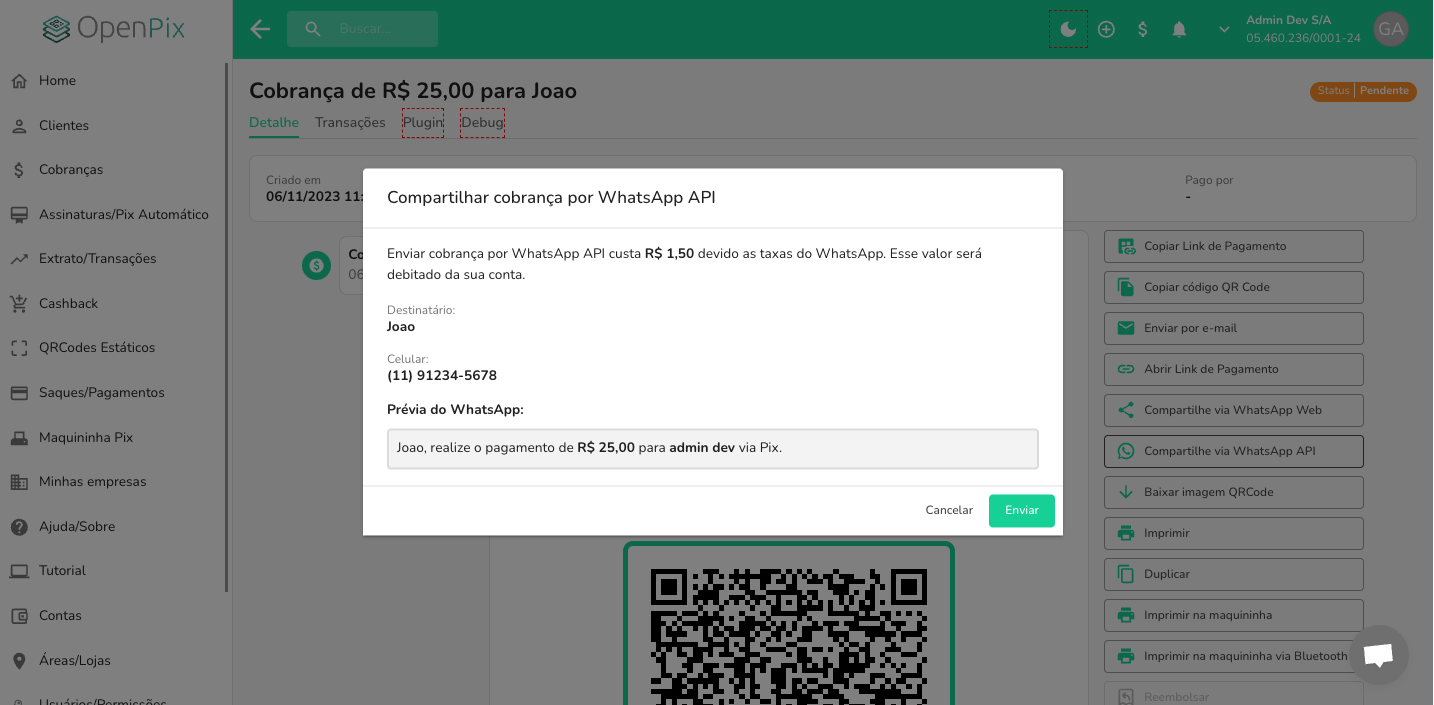 OpenPix
Buscar...
Admin Dev S/A
05.460.236/0001-24
GA
Home
Clientes
Cobranças
Assinaturas/Pix Automático
Extrato/Transações
Cashback
QRCodes Estáticos
Saques/Pagamentos
Maquininha Pix
Minhas empresas
Ajuda/Sobre
Tutorial
Contas
Áreas/Lojas
Usuários/Permissões
Cobrança de R$ 25,00 para Joao
Status | Pendente
Detalhe Transações Plugin Debug
Criado em
06/11/2023 11:
Pago por
-
Co
06
Compartilhar cobrança por WhatsApp API
Enviar cobrança por WhatsApp API custa R$ 1,50 devido as taxas do WhatsApp. Esse valor será
debitado da sua conta.
Destinatário:
Joao
Celular:
(11) 91234-5678
Prévia do WhatsApp:
Joao, realize o pagamento de R$ 25,00 para admin dev via Pix.
Cancelar Enviar
Copiar Link de Pagamento
Copiar código QR Code
Enviar por e-mail
Abrir Link de Pagamento
Compartilhe via WhatsApp Web
Compartilhe via WhatsApp API
Baixar imagem QRCode
Imprimir
Duplicar
Imprimir na maquininha
Imprimir na maquininha via Bluetooth
Reembolsar